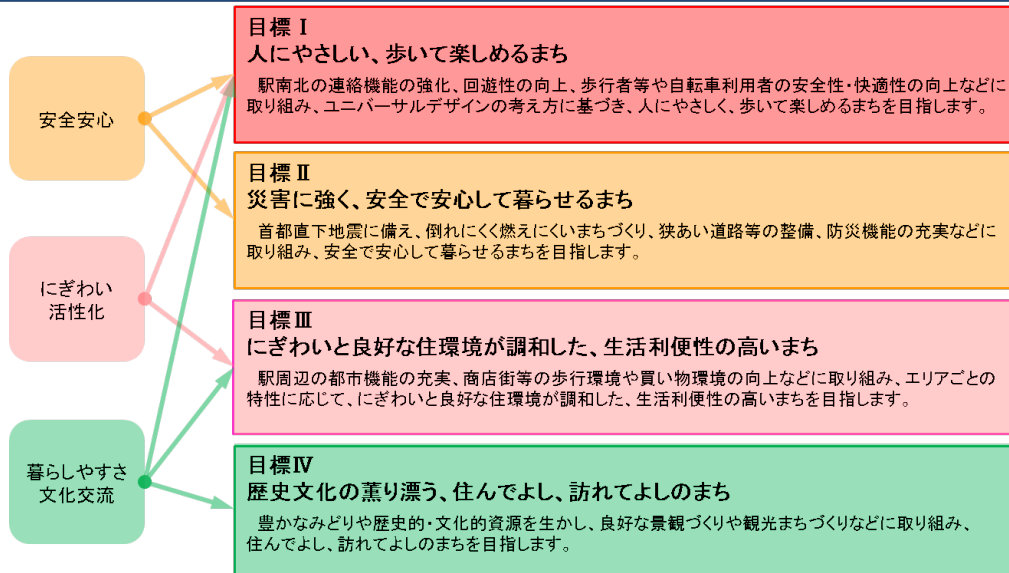 安全安心
にぎわい
活性化
暮らしやすさ
文化交流
目標Ⅰ
人にやさしい、歩いて楽しめるまち
駅南北の連絡機能の強化、回遊性の向上、歩行者等や自転車利用者の安全性・快適性の向上などに
取り組み、ユニバーサルデザインの考え方に基づき、人にやさしく、歩いて楽しめるまちを目指します。
目標Ⅱ
災害に強く、安全で安心して暮らせるまち
首都直下地震に備え、倒れにくく燃えにくいまちづくり、狭あい道路等の整備、防災機能の充実などに
取り組み、安全で安心して暮らせるまちを目指します。
目標Ⅲ
にぎわいと良好な住環境が調和した、生活利便性の高いまち
駅周辺の都市機能の充実、商店街等の歩行環境や買い物環境の向上などに取り組み、エリアごとの
特性に応じて、にぎわいと良好な住環境が調和した、生活利便性の高いまちを目指します。
目標Ⅳ
歴史文化の薫り漂う、住んでよし、訪れてよしのまち
豊かなみどりや歴史的・文化的資源を生かし、良好な景観づくりや観光まちづくりなどに取り組み、
住んでよし、訪れてよしのまちを目指します。